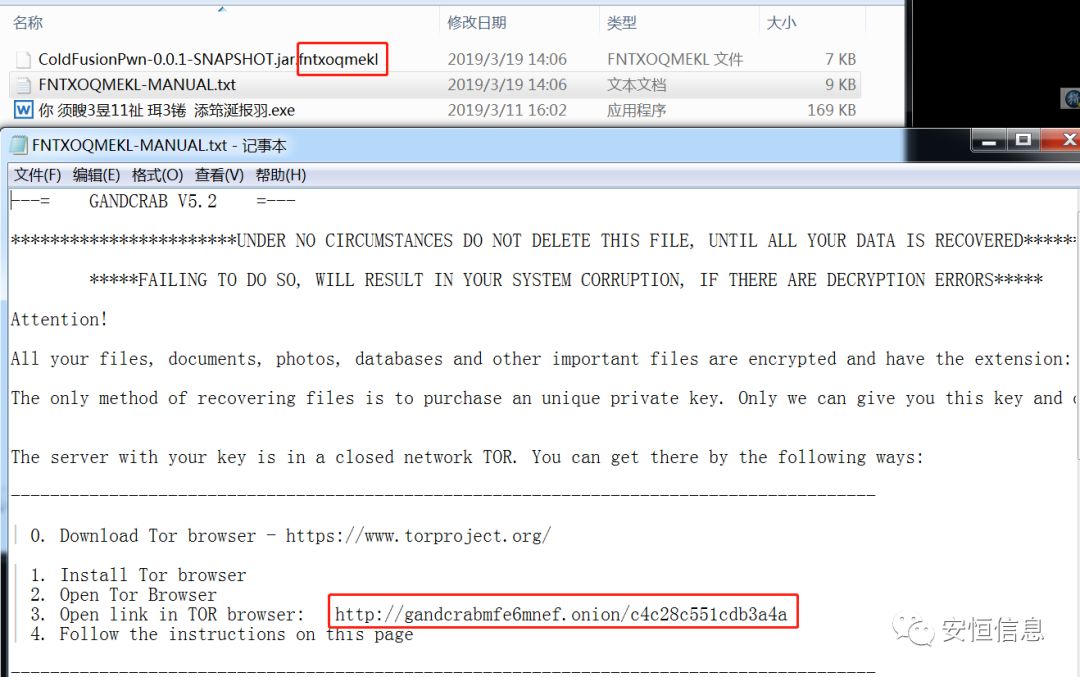 名称 修改日期 类型 大小
ColdFusionPwn-0.0.1-SNAPSHOT.jar.fntxoqmekl 2019/3/19 14:06 FNTXOQMEKL 文件 7 KB
FNTXOQMEKL-MANUAL.txt 2019/3/19 14:06 文本文档 9 KB
你 须瞍3昱11祉 珥3锩 添筠涎报羽.exe 2019/3/11 16:02 应用程序 169 KB
FNTXOQMEKL-MANUAL.txt - 记事本
文件(F) 编辑(E) 格式(O) 查看(V) 帮助(H)
---= GANDCRAB V5.2 =---
***********************UNDER NO CIRCUMSTANCES DO NOT DELETE THIS FILE, UNTIL ALL YOUR DATA IS RECOVERED******
*****FAILING TO DO SO, WILL RESULT IN YOUR SYSTEM CORRUPTION, IF THERE ARE DECRYPTION ERRORS*****
Attention!
All your files, documents, photos, databases and other important files are encrypted and have the extension:
The only method of recovering files is to purchase an unique private key. Only we can give you this key and
The server with your key is in a closed network TOR. You can get there by the following ways:
----------------------------------------------------------------------------------------
| 0. Download Tor browser - https://www.torproject.org/
| 1. Install Tor browser
| 2. Open Tor Browser
| 3. Open link in TOR browser: http://gandcrabmfe6mnef.onion/c4c28c551cdb3a4a
| 4. Follow the instructions on this page
----------------------------------------------------------------------------------------
安恒信息